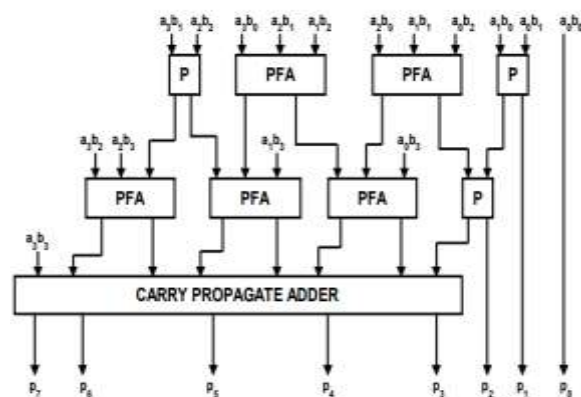 a₃b₁ a₂b₂ a₃b₀ a₂b₁ a₁b₂ a₂b₀ a₁b₁ a₀b₂ a₁b₀ a₀b₁ a₀b₀
P PFA PFA P
a₃b₂ a₂b₃ a₁b₃ a₀b₃
PFA PFA PFA P
a₃b₃
CARRY PROPAGATE ADDER
p₇ p₆ p₅ p₄ p₃ p₂ p₁ p₀